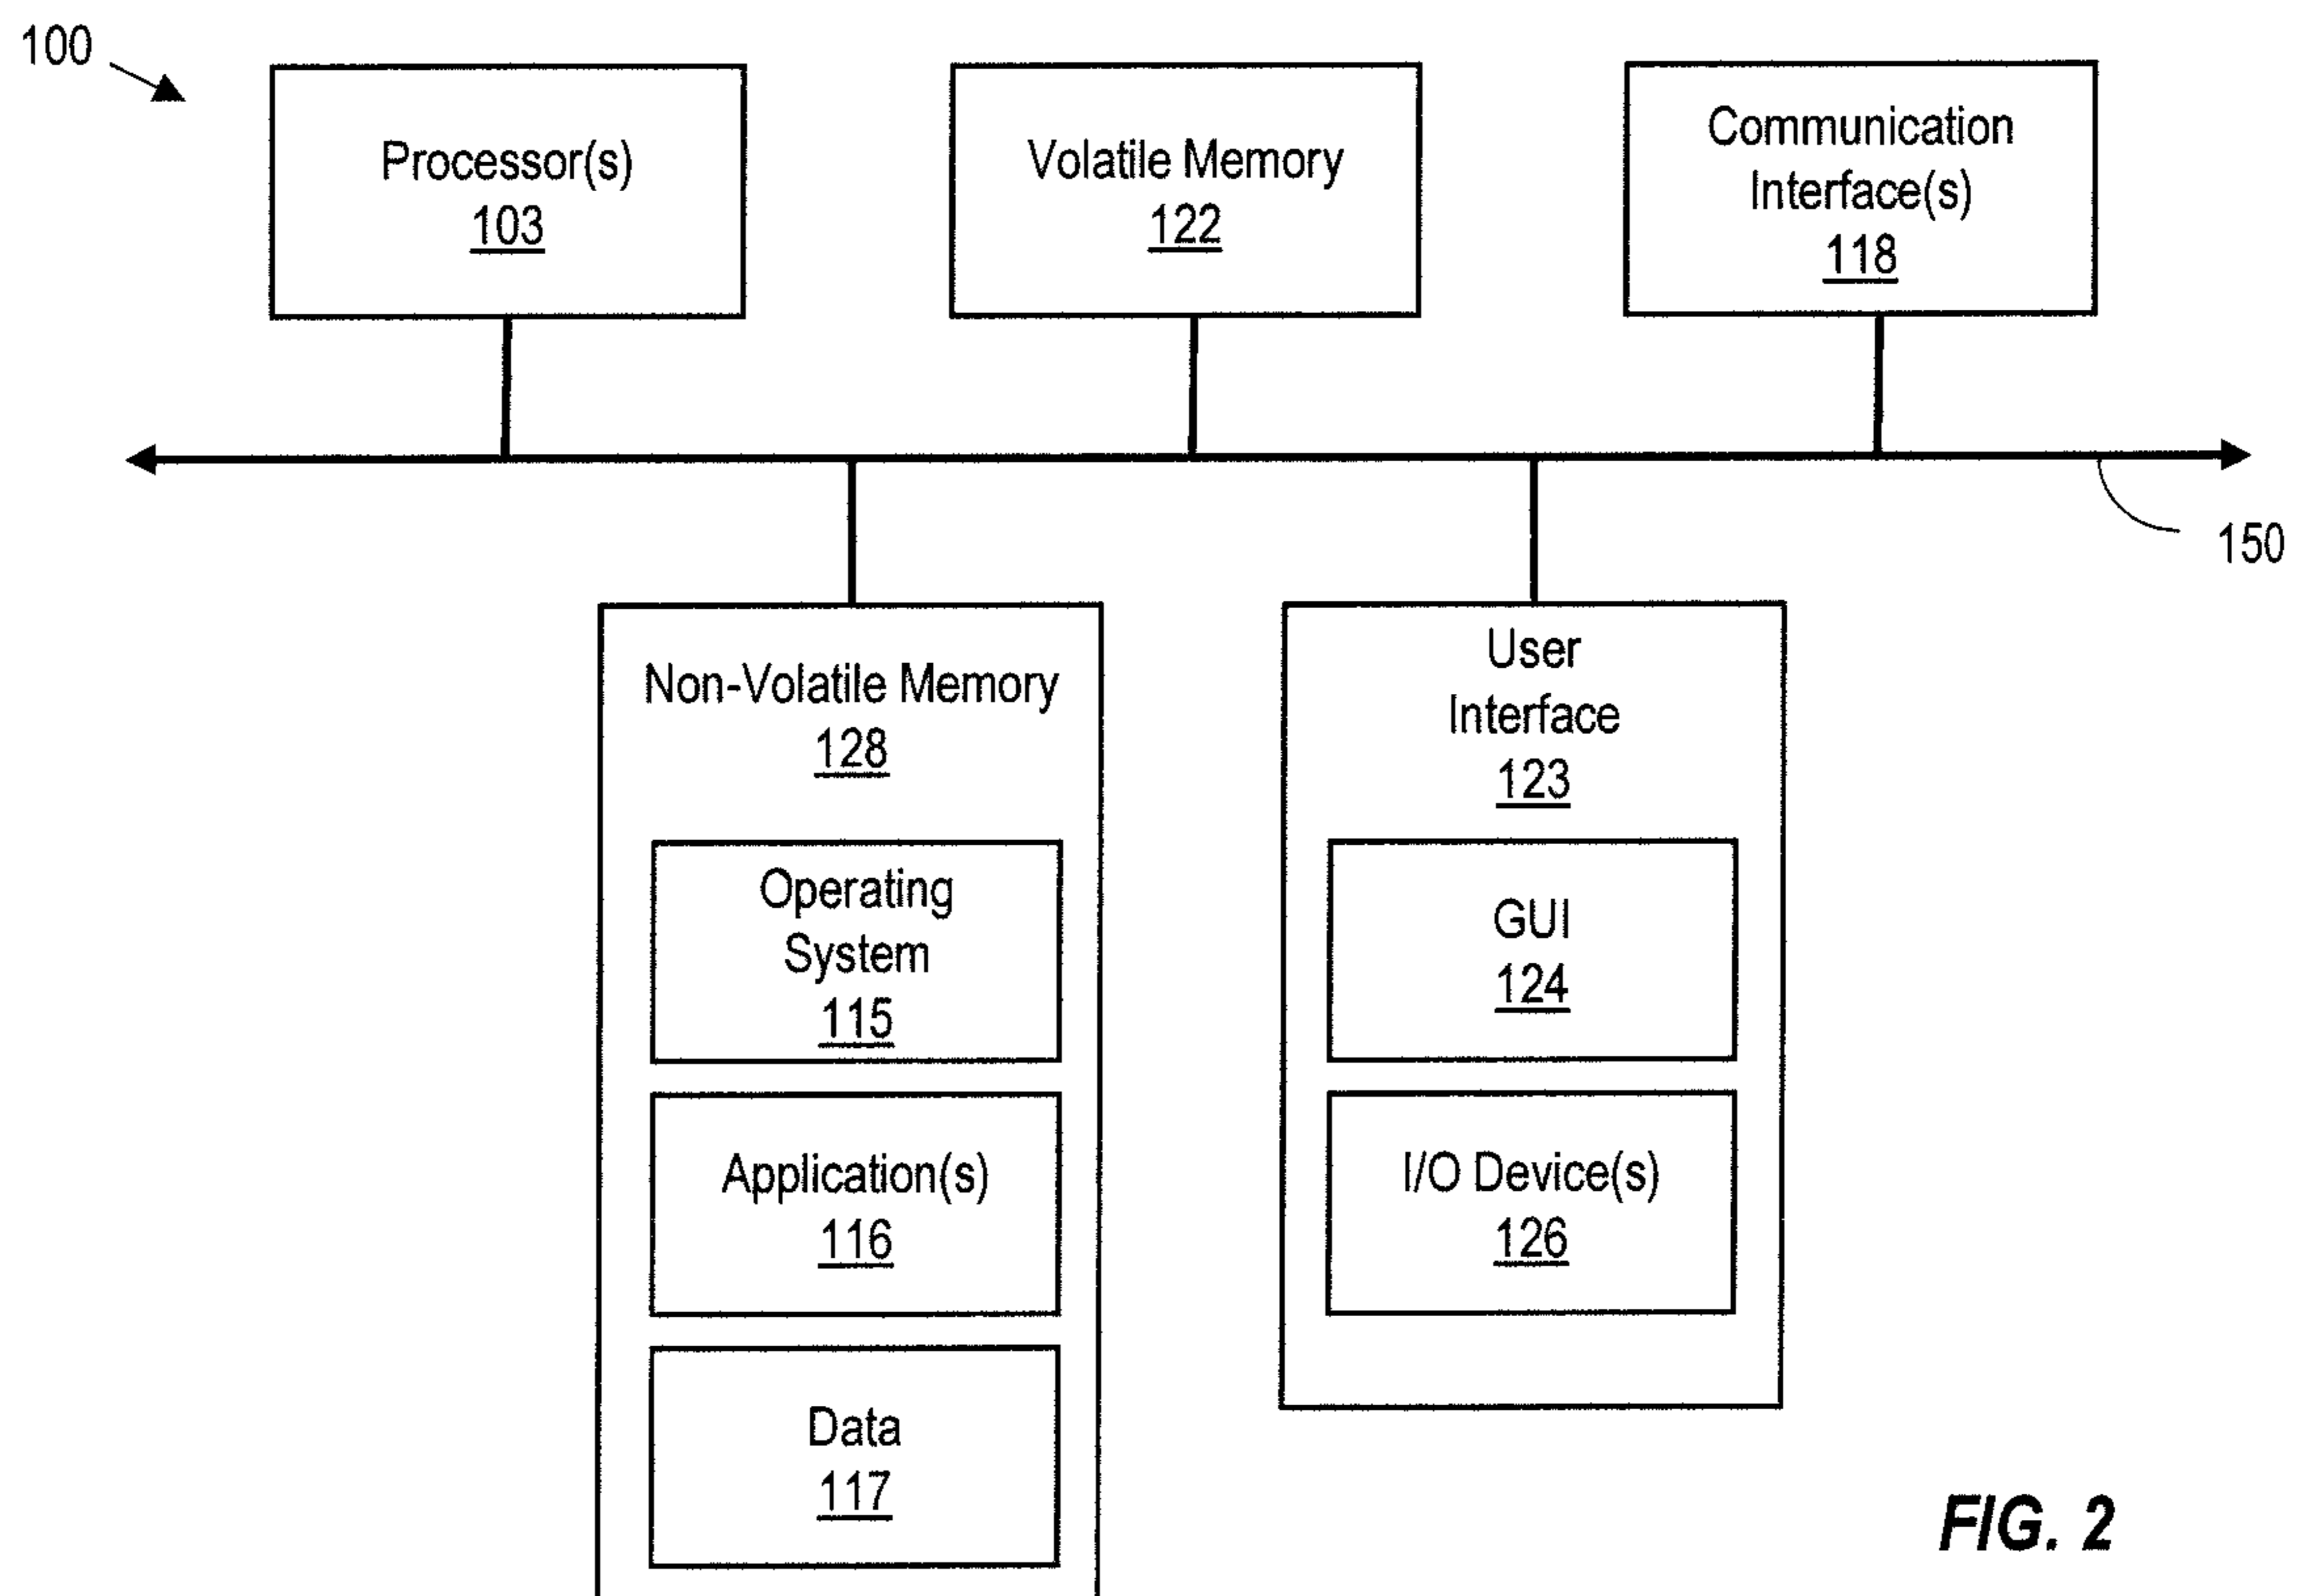 100
Processor(s)
103
Volatile Memory
122
Communication
Interface(s)
118
150
Non-Volatile Memory
128
Operating
System
115
Application(s)
116
Data
117
User
Interface
123
GUI
124
I/O Device(s)
126
FIG. 2